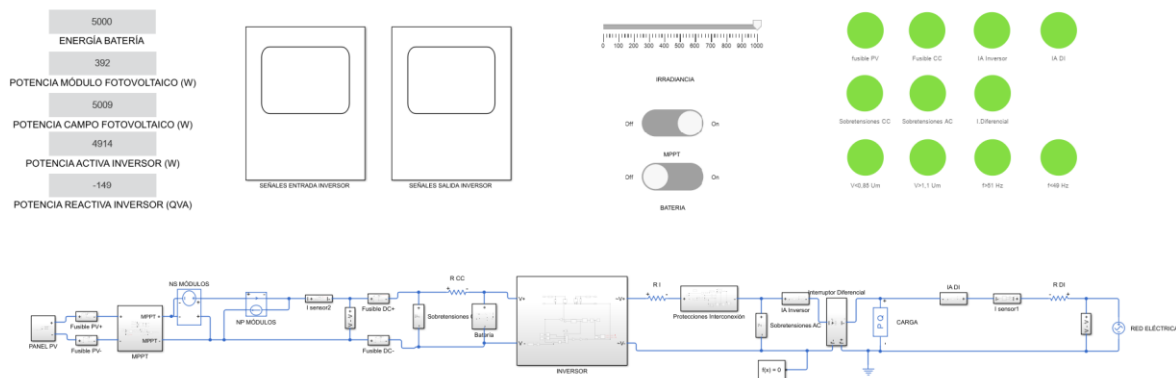 5000
ENERGÍA BATERÍA
392
POTENCIA MÓDULO FOTOVOLTAICO (W)
5009
POTENCIA CAMPO FOTOVOLTAICO (W)
4914
POTENCIA ACTIVA INVERSOR (W)
-149
POTENCIA REACTIVA INVERSOR (QVA)
SEÑALES ENTRADA INVERSOR
SEÑALES SALIDA INVERSOR
0 100 200 300 400 500 600 700 800 900 1000
IRRADIANCIA
Off On
MPPT
Off On
BATERIA
fusible PV
Fusible CC
IA Inversor
IA DI
Sobretensiones CC
Sobretensiones AC
I.Diferencial
V<0,85 Um
V>1,1 Um
f>51 Hz
f<49 Hz
PANEL PV
Fusible PV+
Fusible PV-
MPPT+
MPPT -
MPPT
NS MÓDULOS
NP MÓDULOS
I sensor2
Fusible DC+
Fusible DC-
Sobretensiones
R CC
Batería
V+
V-
INVERSOR
V+
V-
R I
Protecciones Interconexión
Sobretensiones AC
IA Inversor
f(x) = 0
Interruptor Diferencial
PQ
CARGA
IA DI
I sensor1
R DI
RED ELÉCTRICA